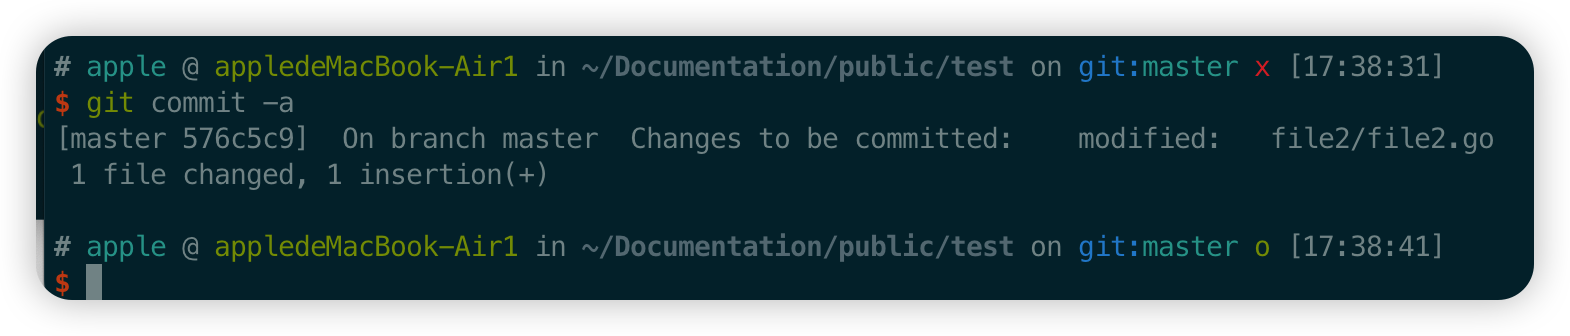 # apple @ appledeMacBook-Air1 in ~/Documentation/public/test on git:master x [17:38:31]
$ git commit -a
[master 576c5c9]  On branch master  Changes to be committed:    modified:   file2/file2.go
 1 file changed, 1 insertion(+)
# apple @ appledeMacBook-Air1 in ~/Documentation/public/test on git:master o [17:38:41]
$